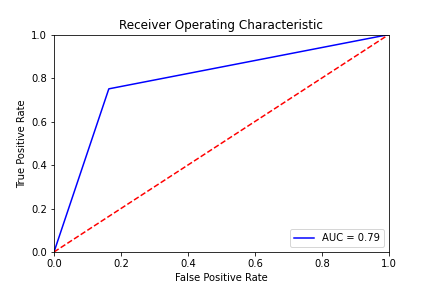 Receiver Operating Characteristic
1.0
0.8
0.6
0.4
0.2
0.0
True Positive Rate
AUC = 0.79
0.0 0.2 0.4 0.6 0.8 1.0
False Positive Rate